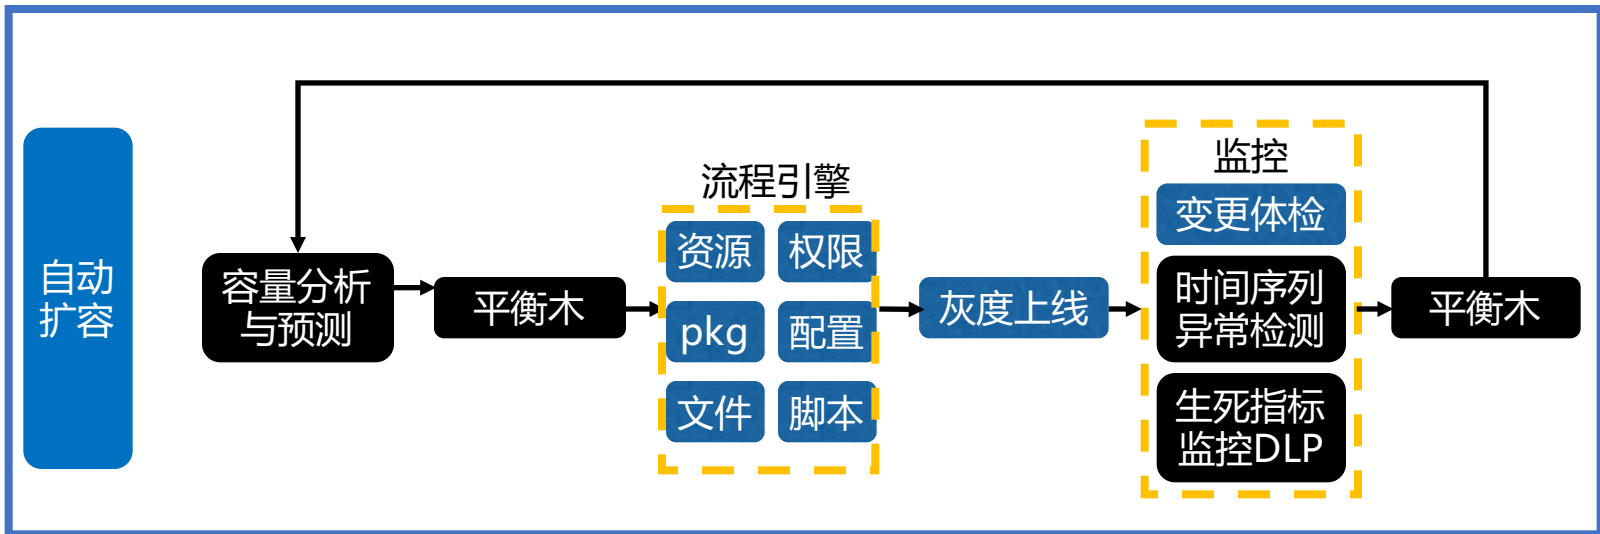 自动
扩容
容量分析
与预测
平衡木
流程引擎
资源
权限
pkg
配置
文件
脚本
灰度上线
监控
变更体检
时间序列
异常检测
生死指标
监控DLP
平衡木